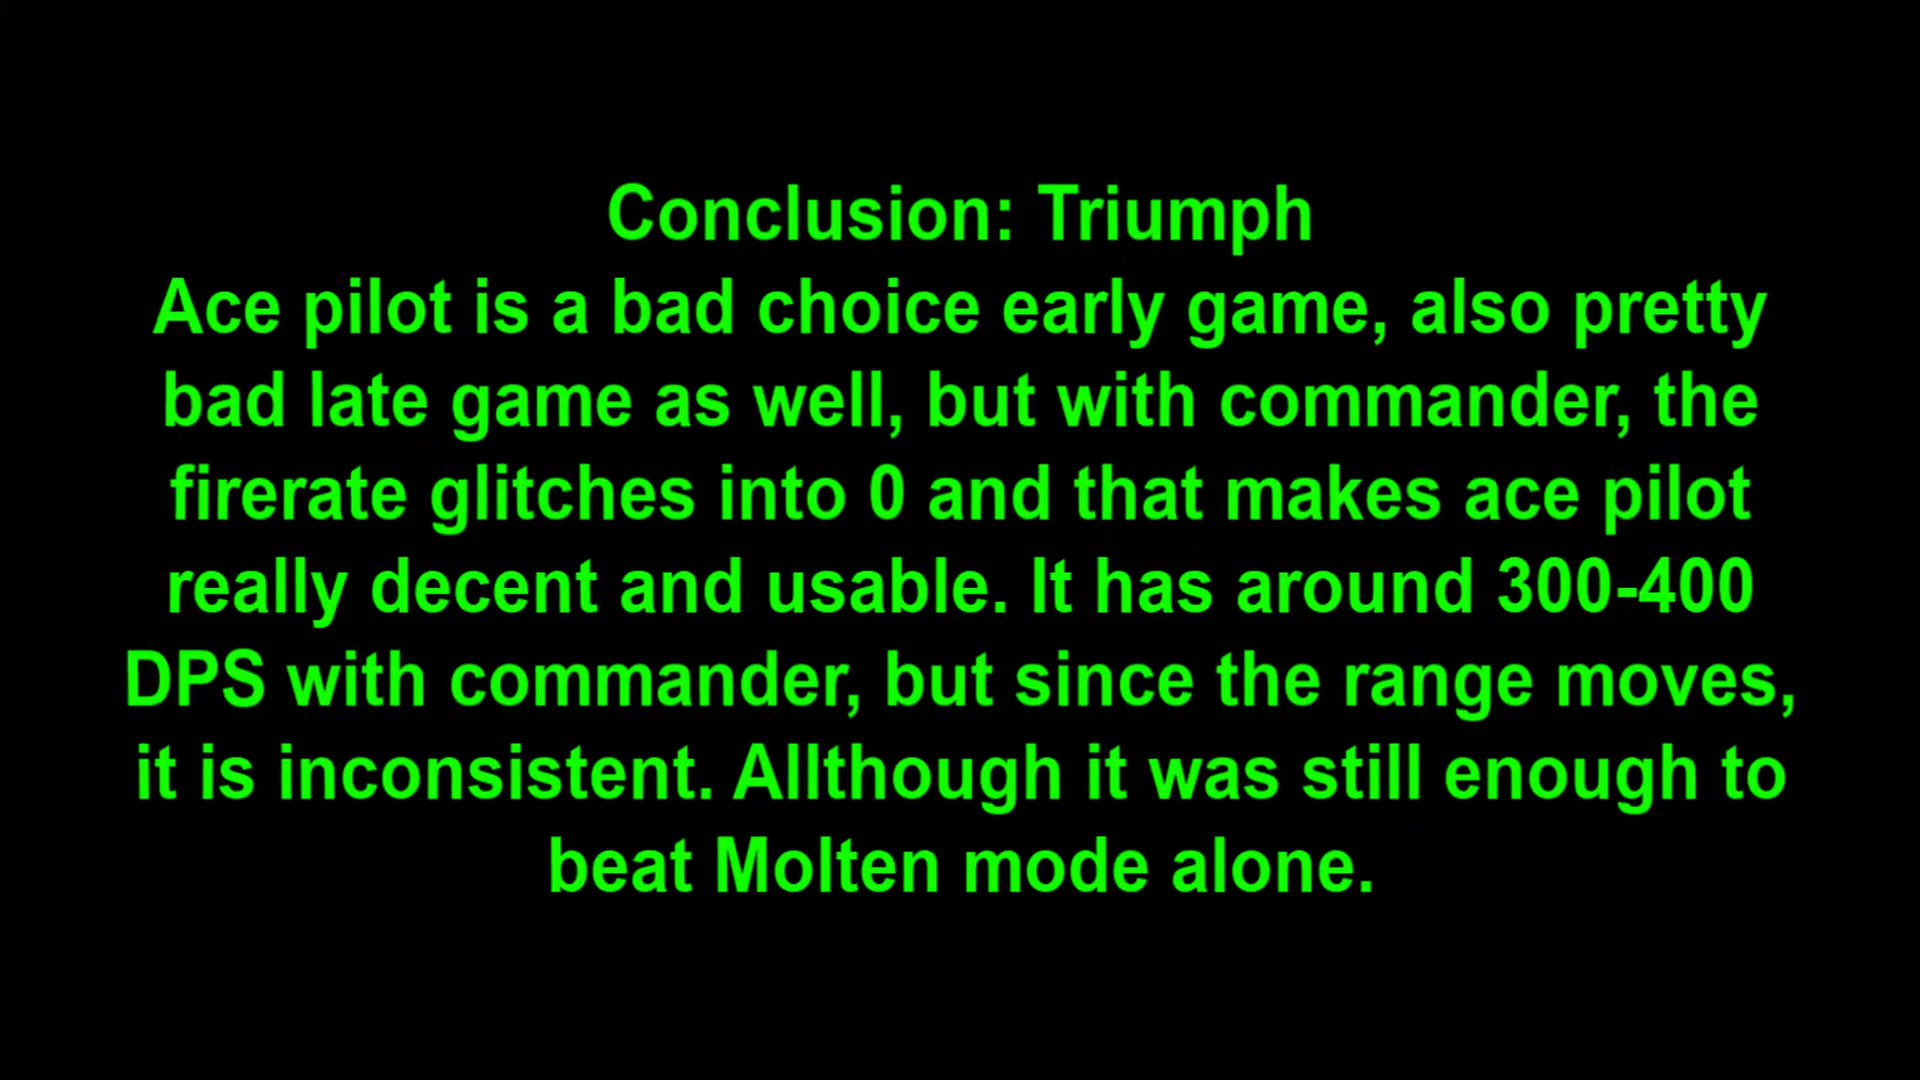 Conclusion: Triumph
Ace pilot is a bad choice early game, also pretty
bad late game as well, but with commander, the
firerate glitches into 0 and that makes ace pilot
really decent and usable. It has around 300-400
DPS with commander, but since the range moves,
it is inconsistent. Allthough it was still enough to
beat Molten mode alone.